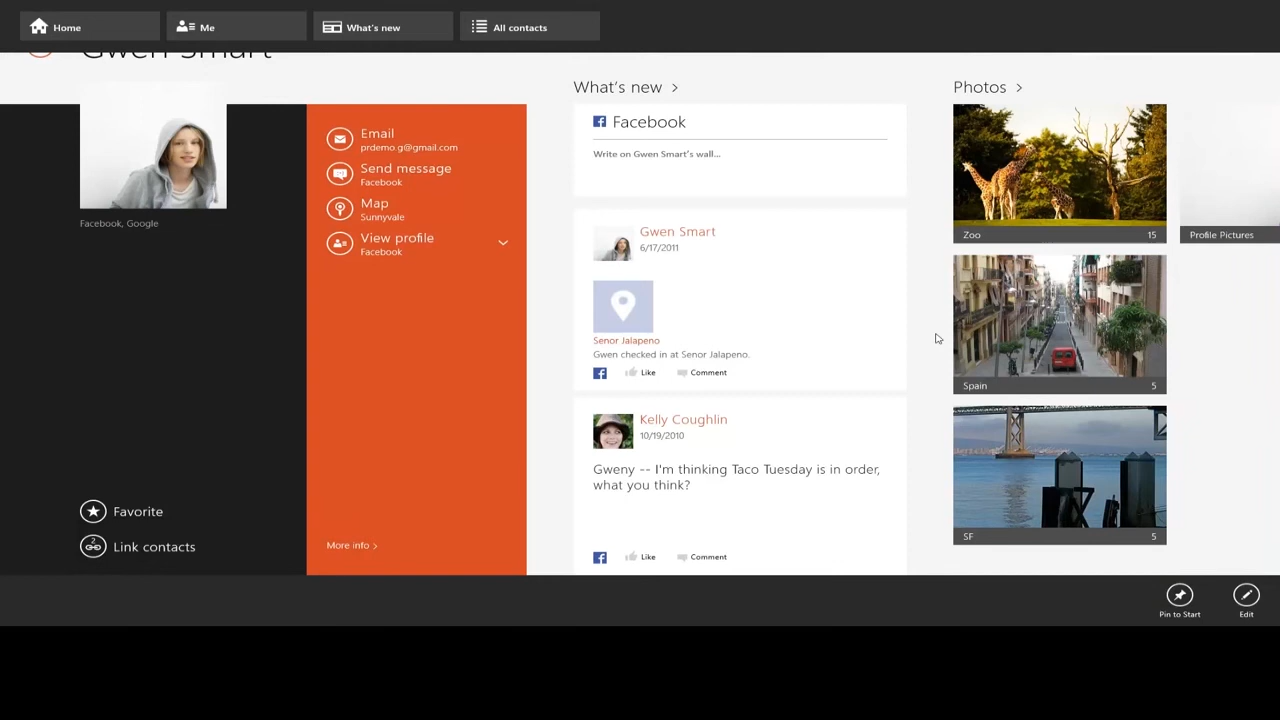 Home
Me
What's new
All contacts
Gwen Smart
Facebook, Google
Favorite
Link contacts
Email
prdemo.g@gmail.com
Send message
Facebook
Map
Sunnyvale
View profile
Facebook
More info >
What's new >
Facebook
Write on Gwen Smart's wall...
Gwen Smart
6/17/2011
Senor Jalapeno
Gwen checked in at Senor Jalapeno.
Like
Comment
Kelly Coughlin
10/19/2010
Gweny -- I'm thinking Taco Tuesday is in order,
what you think?
Like
Comment
Photos >
Zoo 15
Profile Pictures
Spain 5
SF 5
Pin to Start
Edit